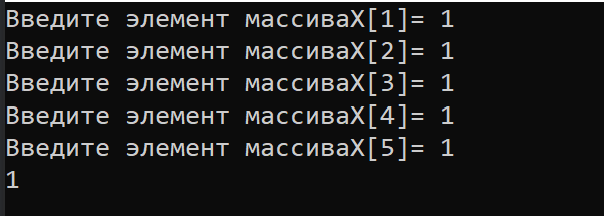 Введите элемент массиваX[1]= 1
Введите элемент массиваX[2]= 1
Введите элемент массиваX[3]= 1
Введите элемент массиваX[4]= 1
Введите элемент массиваX[5]= 1
1